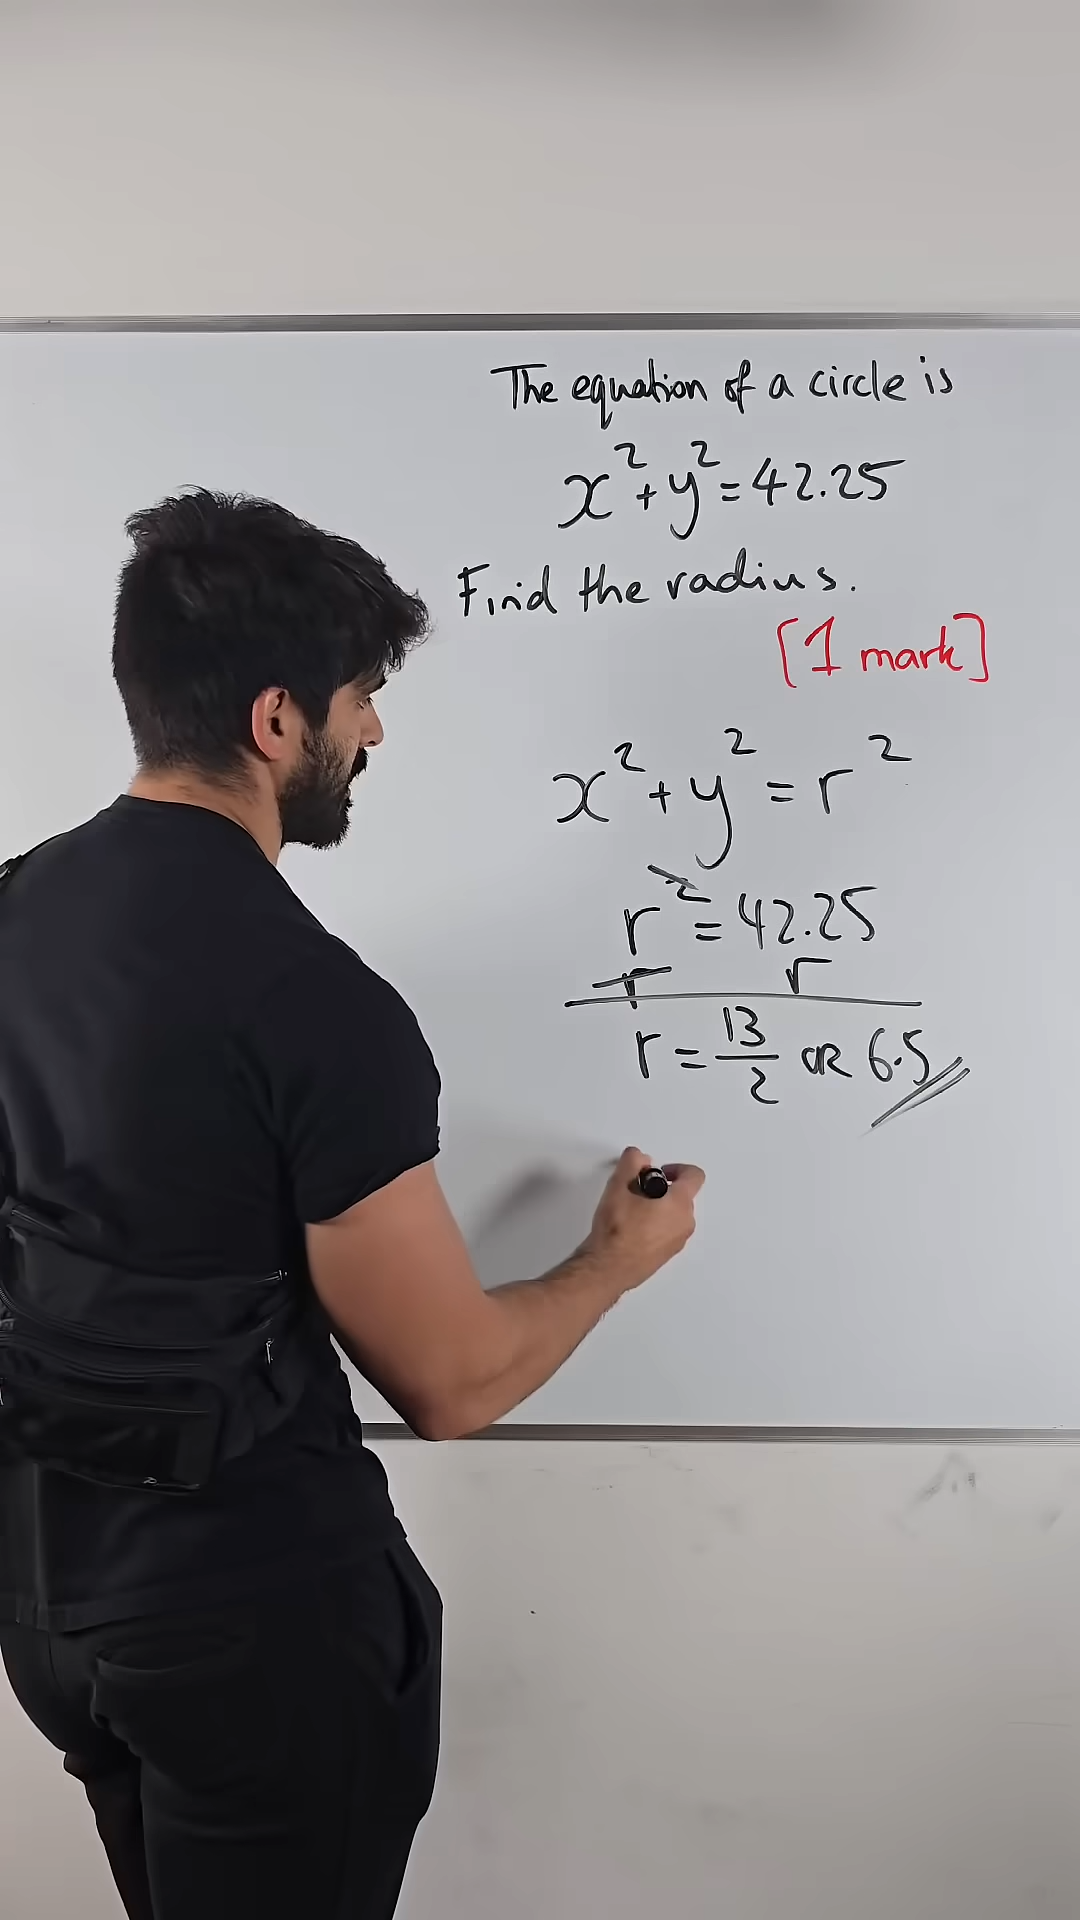 The equation of a circle is
x²+y²=42.25
Find the radius.
[1 mark]
x²+y²=r²
r²=42.25
r r
r=13/2 OR 6.5